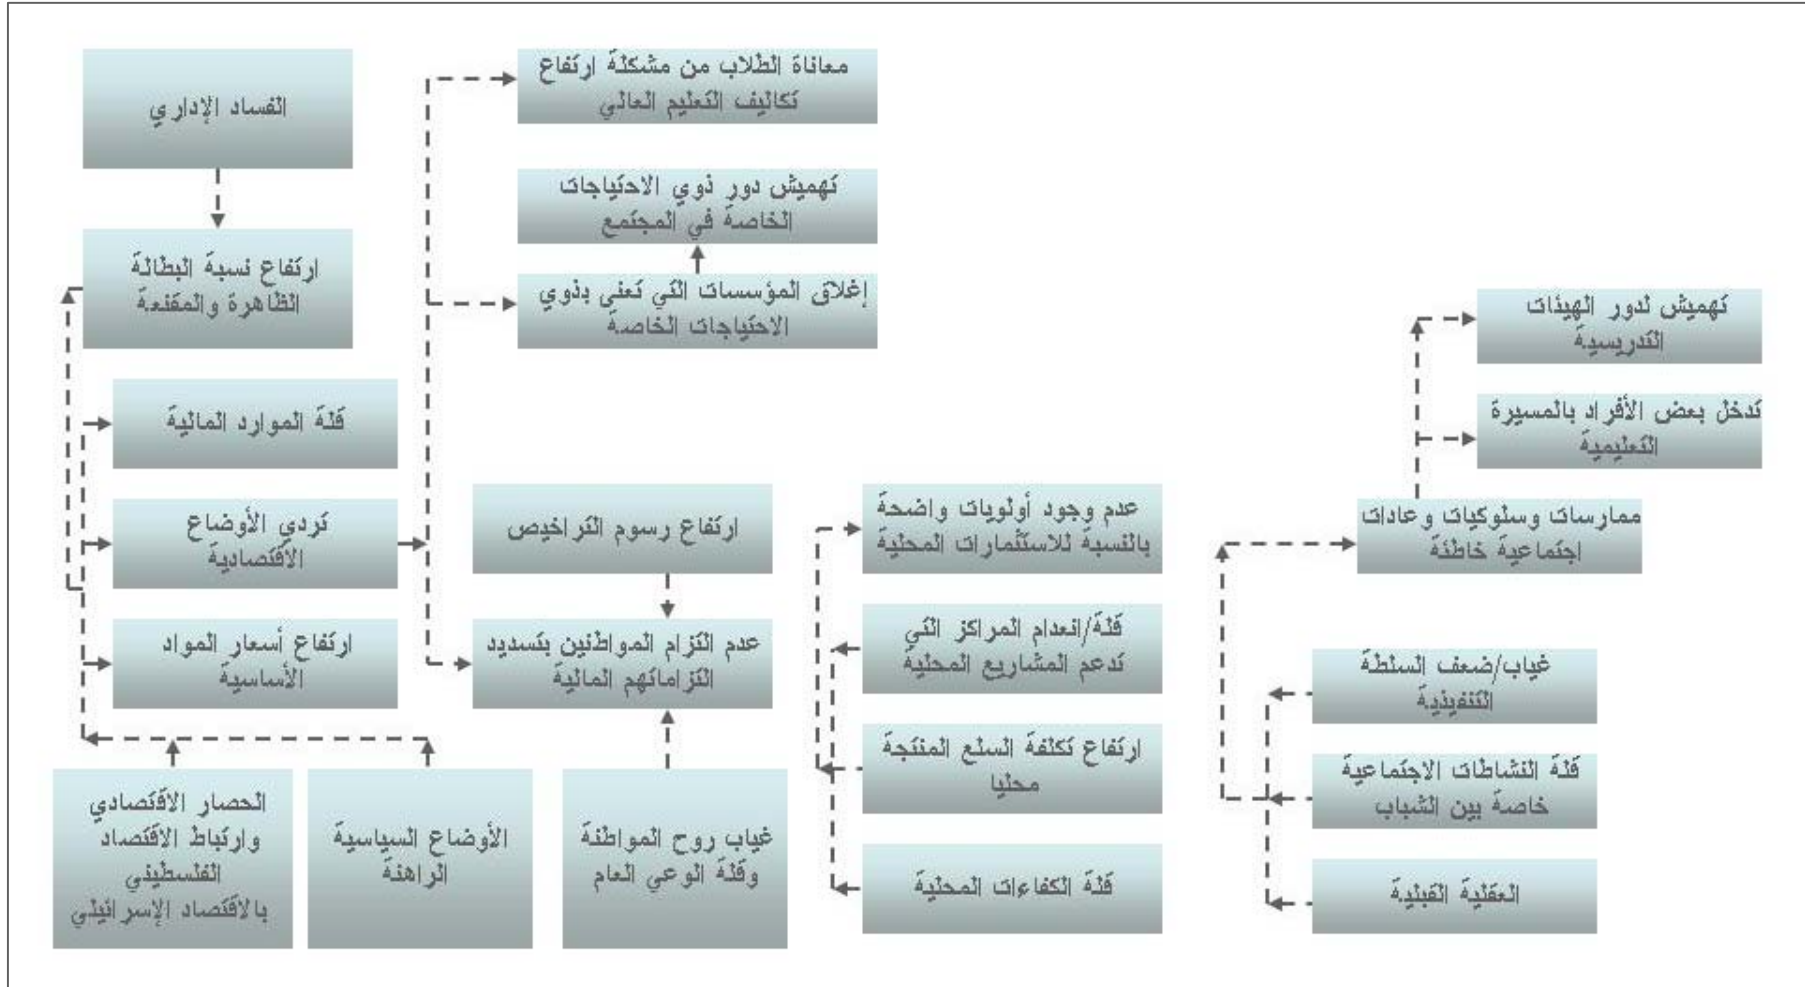 الفساد الإداري
ارتفاع نسبة البطالة
الظاهرة والمقنعة
قلة الموارد المالية
تردي الأوضاع
الاقتصادية
ارتفاع أسعار المواد
الأساسية
الحصار الاقتصادي
وارتباط الاقتصاد
الفلسطيني
بالاقتصاد الإسرائيلي
الأوضاع السياسية
الراهنة
معاناة الطلاب من مشكلة ارتفاع
تكاليف التعليم العالي
تهميش دور ذوي الاحتياجات
الخاصة في المجتمع
إغلاق المؤسسات التي تعنى بذوي
الاحتياجات الخاصة
ارتفاع رسوم التراخيص
عدم التزام المواطنين بتسديد
التزاماتهم المالية
غياب روح المواطنة
وقلة الوعي العام
عدم وجود أولويات واضحة
بالنسبة للاستثمارات المحلية
قلة/انعدام المراكز التي
تدعم المشاريع المحلية
ارتفاع تكلفة السلع المنتجة
محليا
قلة الكفاءات المحلية
تهميش لدور الهيئات
التدريسية
تدخل بعض الأفراد بالمسيرة
التعليمية
ممارسات وسلوكيات وعادات
إجتماعية خاطئة
غياب/ضعف السلطة
التنفيذية
قلة النشاطات الاجتماعية
خاصة بين الشباب
العقلية القبلية